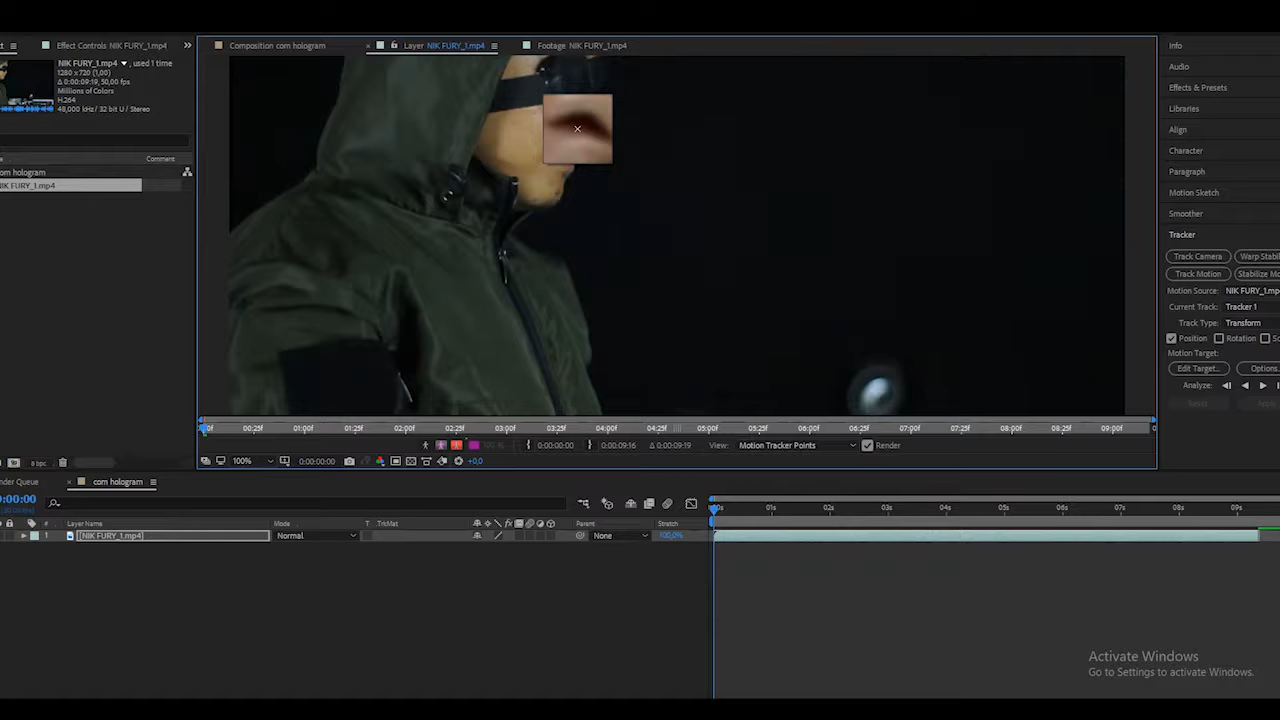 Effect Controls NIK FURY_1.mp4
Composition com hologram
Layer NIK FURY_1.mp4
Footage NIK FURY_1.mp4
Info
NIK FURY_1.mp4 , used 1 time
1280 x 720 (1,00)
Δ 0:00:09:19, 50,00 fps
Millions of Colors
H.264
48,000 kHz / 32 bit U / Stereo
Audio
Effects & Presets
Libraries
Align
Character
Comment
com hologram
NIK FURY_1.mp4
Paragraph
Motion Sketch
Smoother
Tracker
Track Camera
Warp Stabi
Track Motion
Stabilize Mo
Motion Source: NIK FURY_1.mp
Current Track: Tracker 1
Track Type: Transform
Position
Rotation
Motion Target:
Edit Target...
Options..
Analyze:
00:25f 01:00f 01:25f 02:00f 02:25f 03:00f 03:25f 04:00f 04:25f 05:00f 05:25f 06:00f 06:25f 07:00f 07:25f 08:00f 08:25f 09:00f
100% 0:00:00:00 0:00:09:16 Δ 0:00:09:19 View: Motion Tracker Points Render
8 bpc
100% 0:00:00:00 +0,0
der Queue
com hologram
0:00:00
01s 02s 03s 04s 05s 06s 07s 08s 09s
# Layer Name Mode T .TrkMat fx Parent Stretch
1 [NIK FURY_1.mp4] Normal None 100,0%
Activate Windows
Go to Settings to activate Windows.